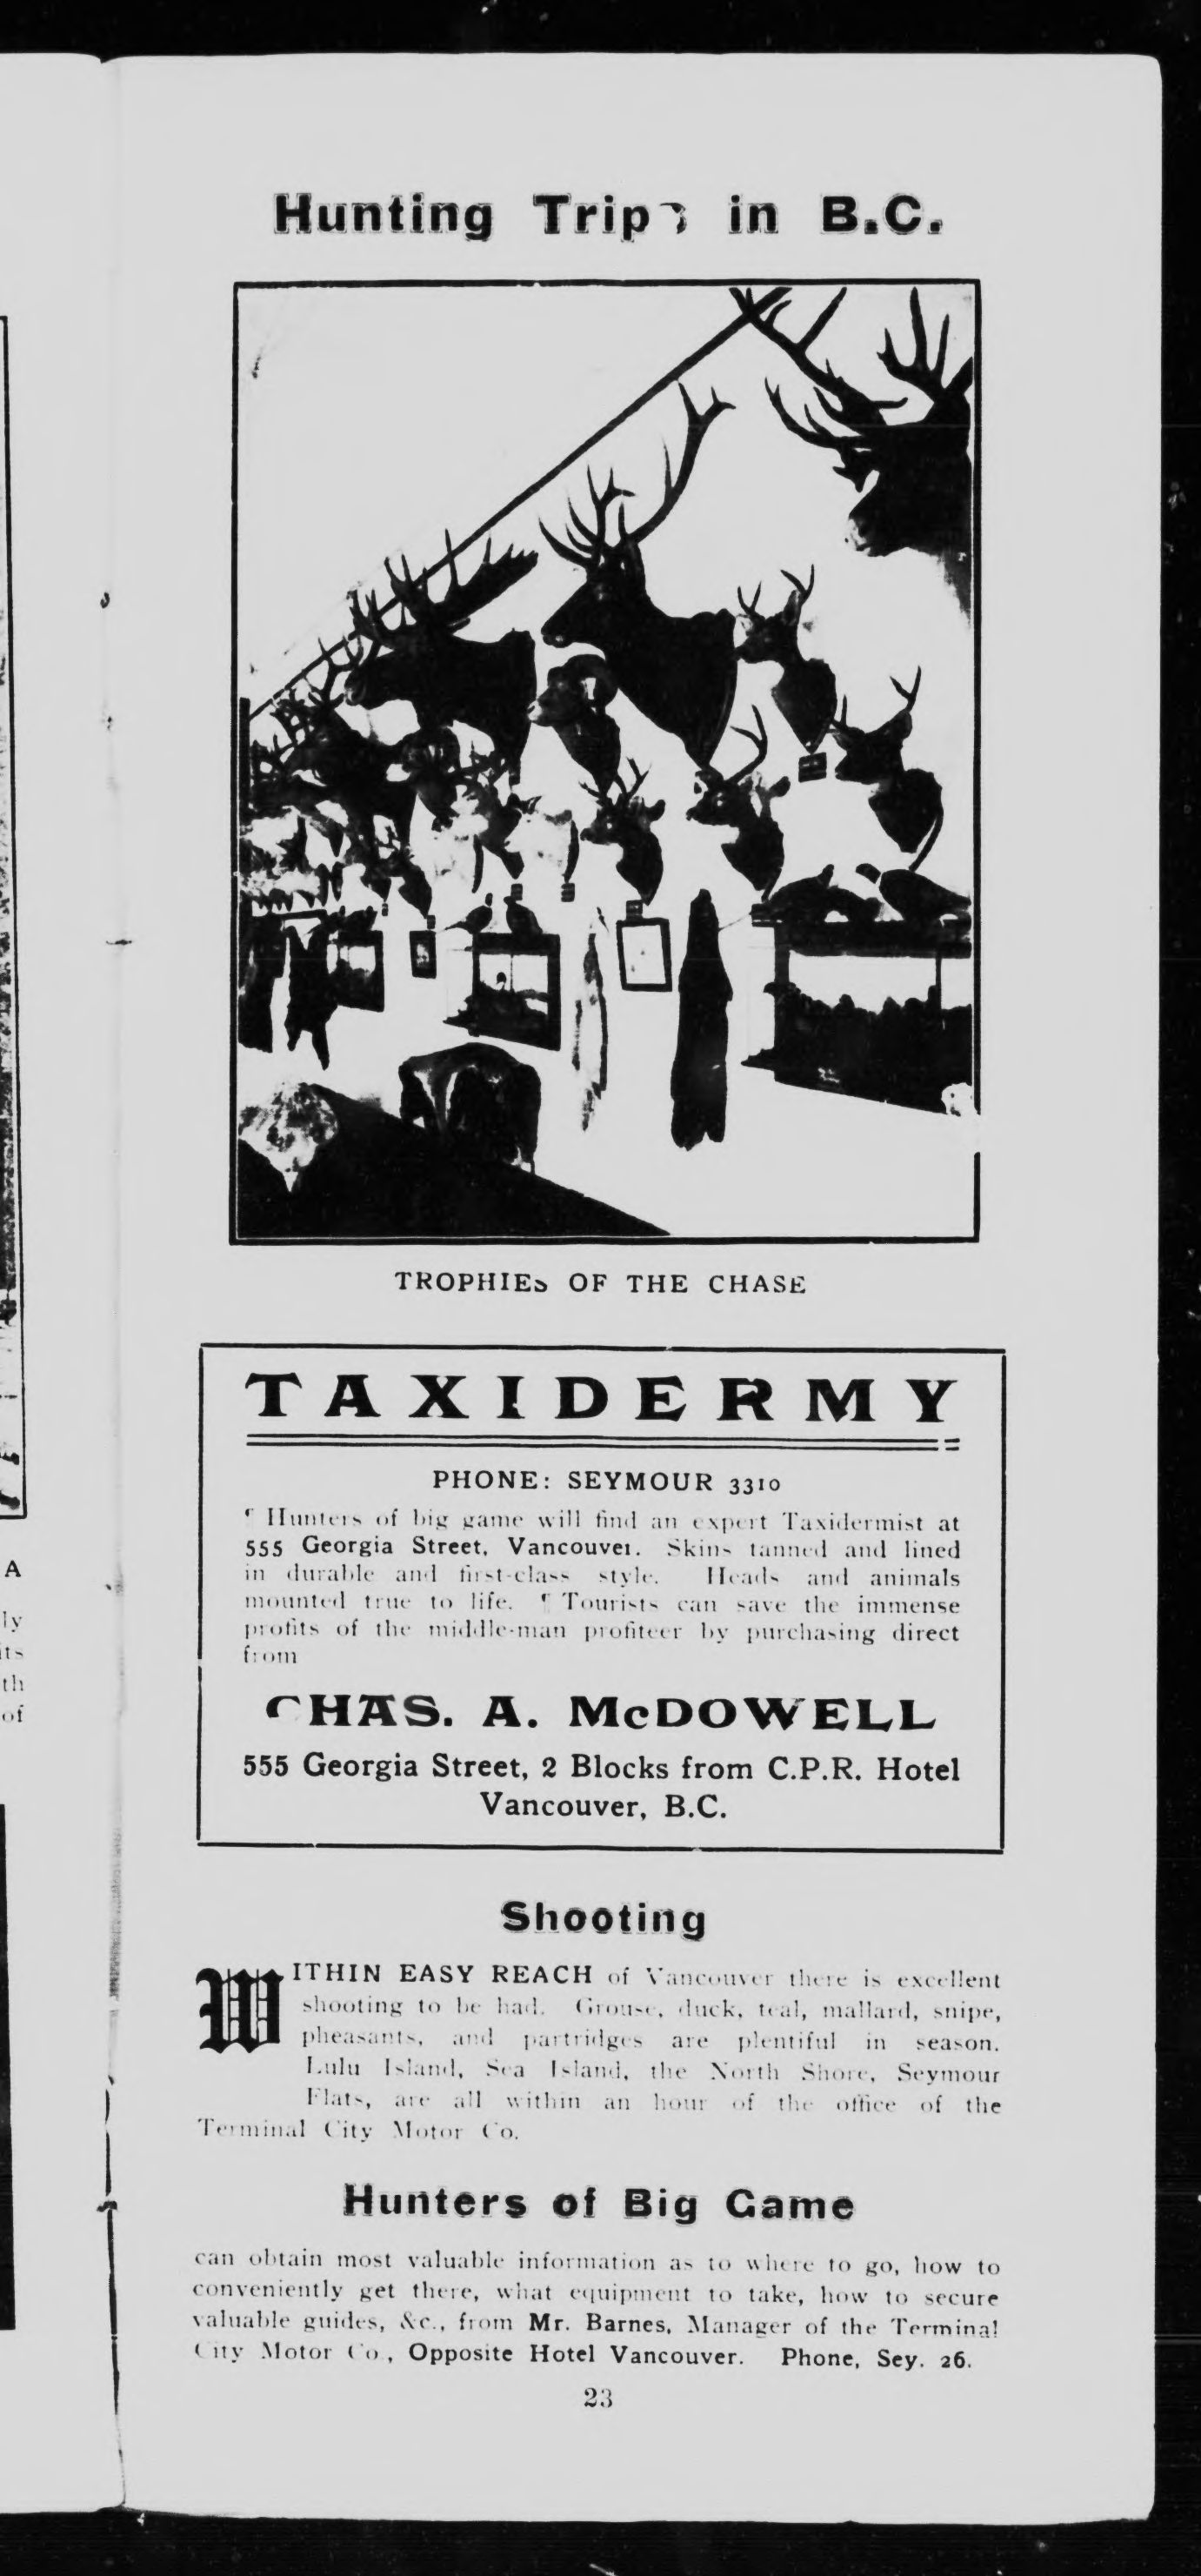 Hunting Trips in B.C.
TROPHIES OF THE CHASE
TAXIDERMY
PHONE: SEYMOUR 3310
¶ Hunters of big game will find an expert Taxidermist at
555 Georgia Street, Vancouver. Skins tanned and lined
in durable and first-class style. Heads and animals
mounted true to life. ¶ Tourists can save the immense
profits of the middle-man profiteer by purchasing direct
from
CHAS. A. McDOWELL
555 Georgia Street, 2 Blocks from C.P.R. Hotel
Vancouver, B.C.
Shooting
WITHIN EASY REACH of Vancouver there is excellent
shooting to be had. Grouse, duck, teal, mallard, snipe,
pheasants, and partridges are plentiful in season.
Lulu Island, Sea Island, the North Shore, Seymour
Flats, are all within an hour of the office of the
Terminal City Motor Co.
Hunters of Big Game
can obtain most valuable information as to where to go, how to
conveniently get there, what equipment to take, how to secure
valuable guides, &c., from Mr. Barnes, Manager of the Terminal
City Motor Co., Opposite Hotel Vancouver. Phone, Sey. 26.
23
A
ly
its
th
of